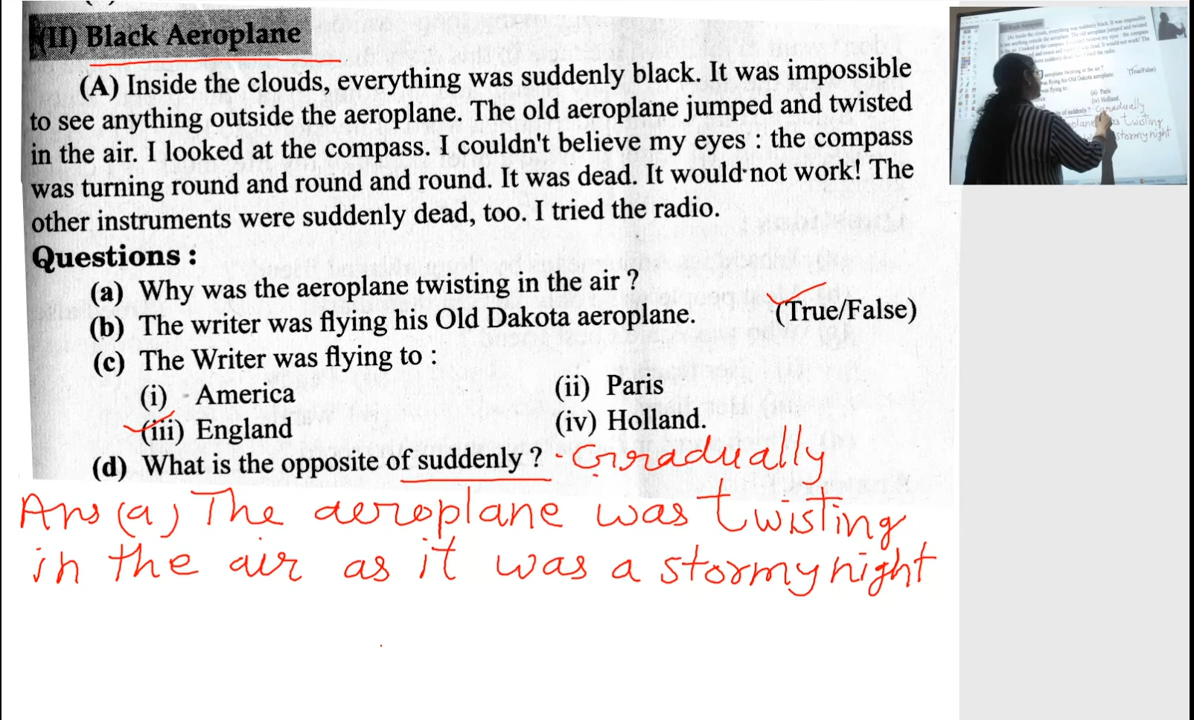 (II) Black Aeroplane
(A) Inside the clouds, everything was suddenly black. It was impossible
to see anything outside the aeroplane. The old aeroplane jumped and twisted
in the air. I looked at the compass. I couldn't believe my eyes : the compass
was turning round and round and round. It was dead. It would not work! The
other instruments were suddenly dead, too. I tried the radio.
Questions :
(a) Why was the aeroplane twisting in the air ?
(b) The writer was flying his Old Dakota aeroplane. (True/False)
(c) The Writer was flying to :
(i) America (ii) Paris
(iii) England (iv) Holland.
(d) What is the opposite of suddenly ? - Gradually
Ans (a) The aeroplane was twisting
in the air as it was a stormy night